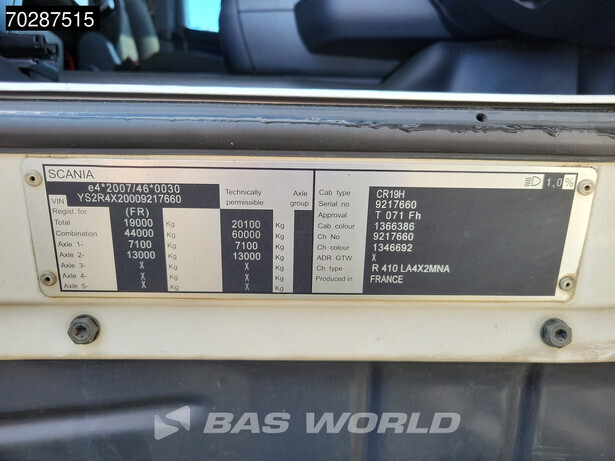 70287515
SCANIA
1,0%
e4*2007/46*0030
VIN YS2R4X20009217660
Technically permissible
Axle group
Regist. for (FR)
Total 19000 Kg 20100 Kg
Combination 44000 Kg 60000 Kg
Axle 1- 7100 Kg 7100 Kg
Axle 2- 13000 Kg 13000 Kg
Axle 3- X Kg X Kg
Axle 4- X Kg X Kg
Axle 5- X Kg X Kg
Cab type CR19H
Serial no 9217660
Approval T 071 Fh
Cab colour 1366386
Ch No 9217660
Ch colour 1346692
ADR GTW X
Ch type R 410 LA4X2MNA
Produced in FRANCE
BAS WORLD